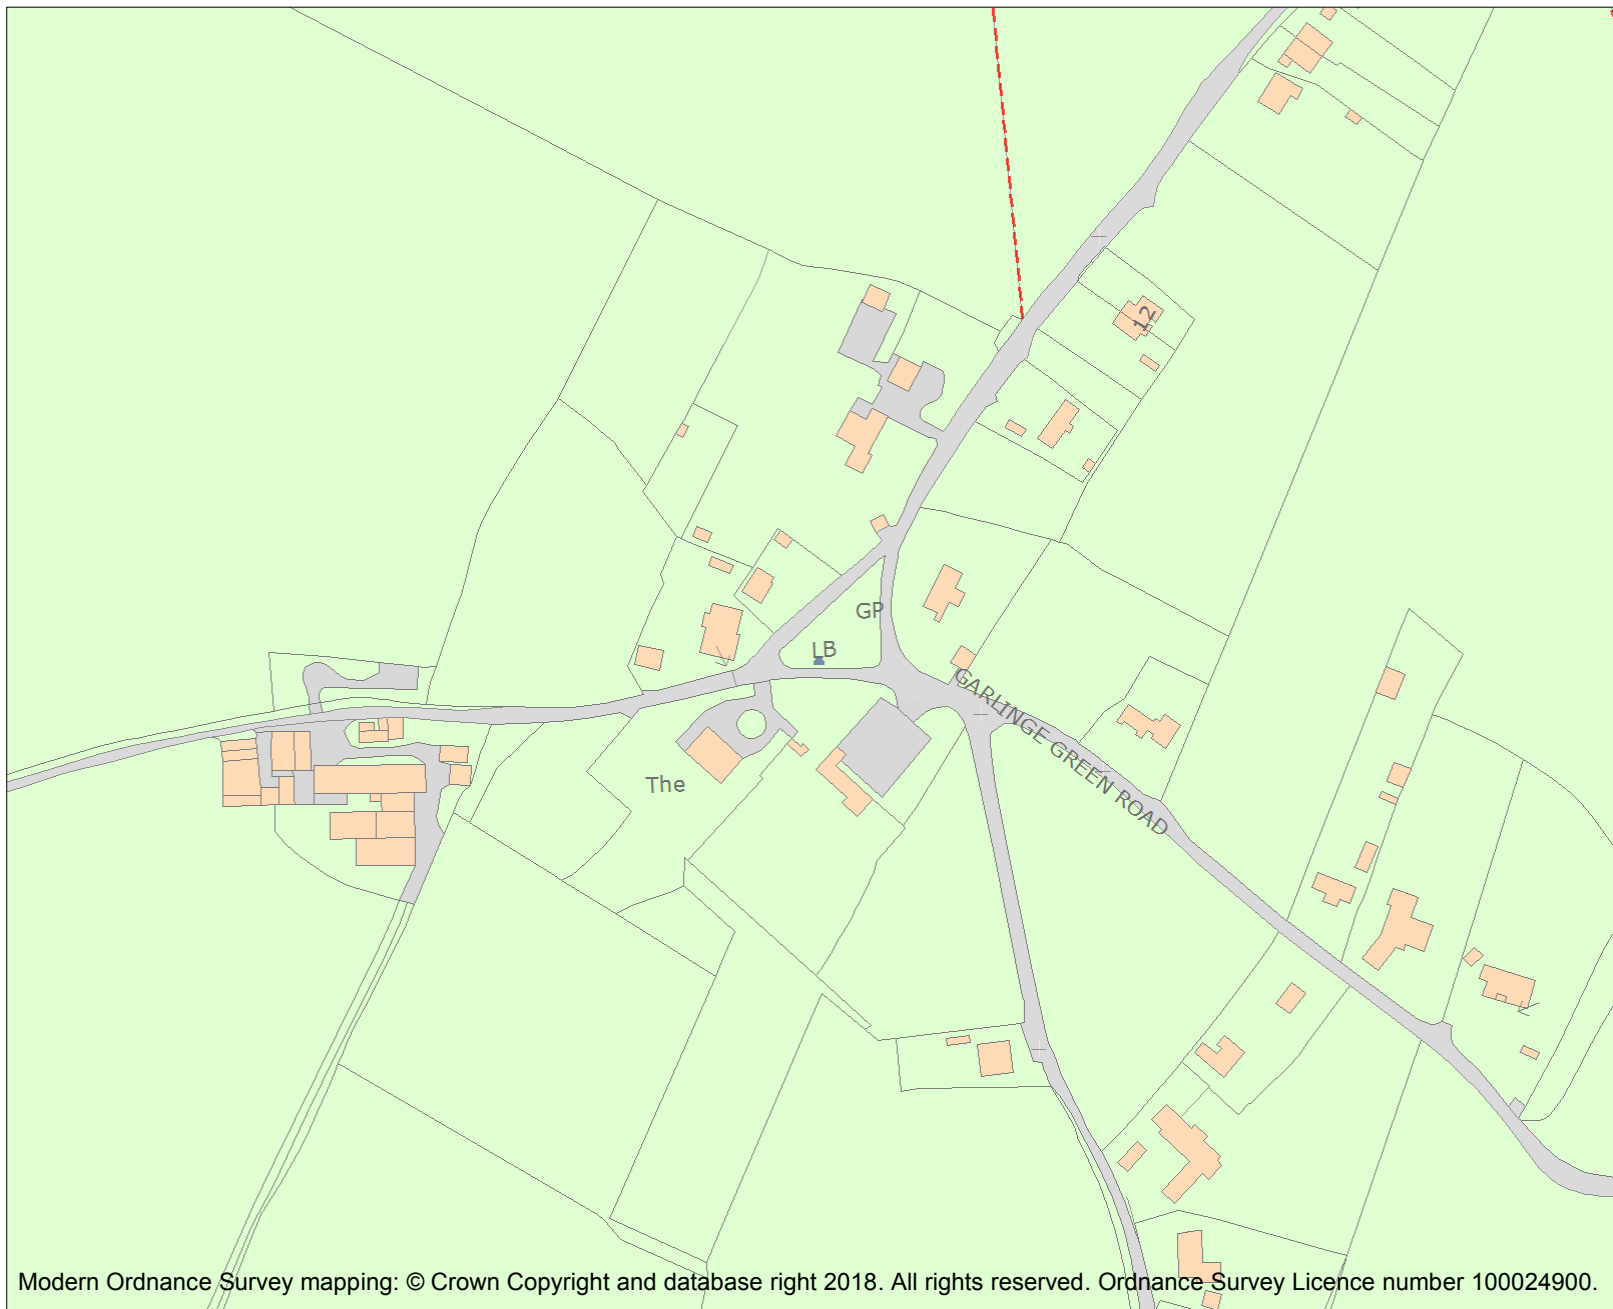 12
GP
LB
GARLINGE GREEN ROAD
The
Modern Ordnance Survey mapping: © Crown Copyright and database right 2018. All rights reserved. Ordnance Survey Licence number 100024900.